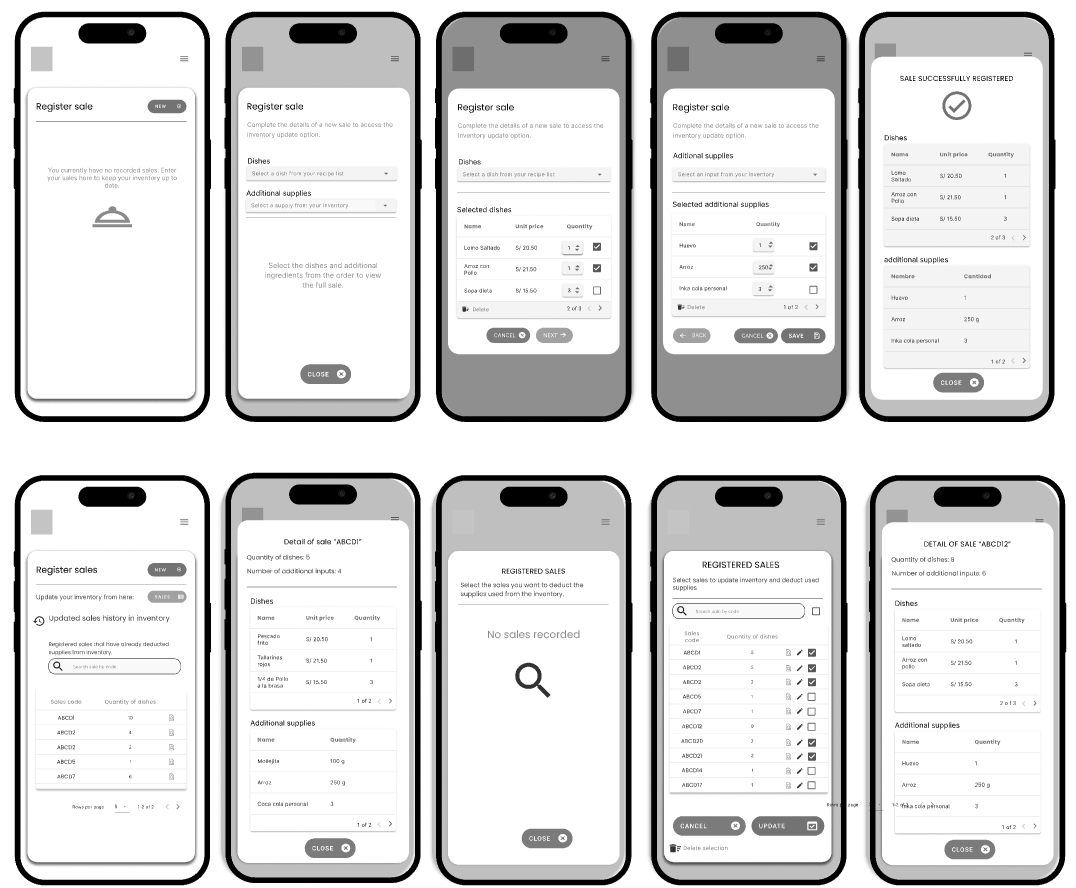 Register sale
NEW
You currently have no recorded sales. Enter
your sales here to keep your inventory up to
date.
Register sale
Complete the details of a new sale to access the
inventory update option.
Dishes
Select a dish from your recipe list
Additional supplies
Select a supply from your inventory
Select the dishes and additional
ingredients from the order to view
the full sale.
CLOSE
Register sale
Complete the details of a new sale to access the
inventory update option.
Dishes
Select a dish from your recipe list
Selected dishes
Name Unit price Quantity
Lomo Saltado S/ 20.50 1
Arroz con
Pollo S/ 21.50 1
Sopa dieta S/ 15.50 3
Delete 2 of 3
CANCEL NEXT
Register sale
Complete the details of a new sale to access the
inventory update option.
Aditional supplies
Select an input from your inventory
Selected additional supplies
Name Quantity
Huevo 1
Arroz 250
Inka cola personal 3
Delete 1 of 2
BACK CANCEL SAVE
SALE SUCCESSFULLY REGISTERED
Dishes
Name Unit price Quantity
Lomo
Saltado S/ 20.50 1
Arroz con
Pollo S/ 21.50 1
Sopa dieta S/ 15.50 3
2 of 3
additional supplies
Nombre Cantidad
Huevo 1
Arroz 250 g
Inka cola personal 3
1 of 2
CLOSE
Register sales
NEW
Update your inventory from here: SALES
Updated sales history in inventory
Registered sales that have already deducted
supplies from inventory.
Search sale by code
Sales code Quantity of dishes
ABCD1 10
ABCD2 4
ABCD2 2
ABCD5 1
ABCD7 6
Rows per page 5 1-2 of 2
Detail of sale "ABCD1"
Quantity of dishes: 5
Number of additional inputs: 4
Dishes
Name Unit Price Quantity
Pescado
frito S/ 20.50 1
Tallarines
rojos S/ 21.50 1
1/4 de Pollo
a la brasa S/ 15.50 3
1 of 2
Additional supplies
Name Quantity
Mollejita 100 g
Arroz 250 g
Coca cola personal 3
1 of 2
CLOSE
REGISTERED SALES
Select the sales you want to deduct the
supplies used from the inventory.
No sales recorded
CLOSE
REGISTERED SALES
Select sales to update inventory and deduct used
supplies
Search sale by code
Sales
code Quantity of dishes
ABCD1 5
ABCD2 3
ABCD2 2
ABCD5 1
ABCD7 1
ABCD12 9
ABCD20 3
ABCD21 2
ABCD14 1
ABCD17 1
Rows per page 1-2 of 2
CANCEL UPDATE
Delete selection
DETAIL OF SALE "ABCD12"
Quantity of dishes: 9
Number of additional inputs: 6
Dishes
Name Unit price Quantity
Lomo
saltado S/ 20.50 1
Arroz con
pollo S/ 21.50 1
Sopa dieta S/ 15.50 3
2 of 3
Additional supplies
Name Quantity
Huevo 1
Arroz 250 g
Inka cola personal 3
1 of 2
CLOSE